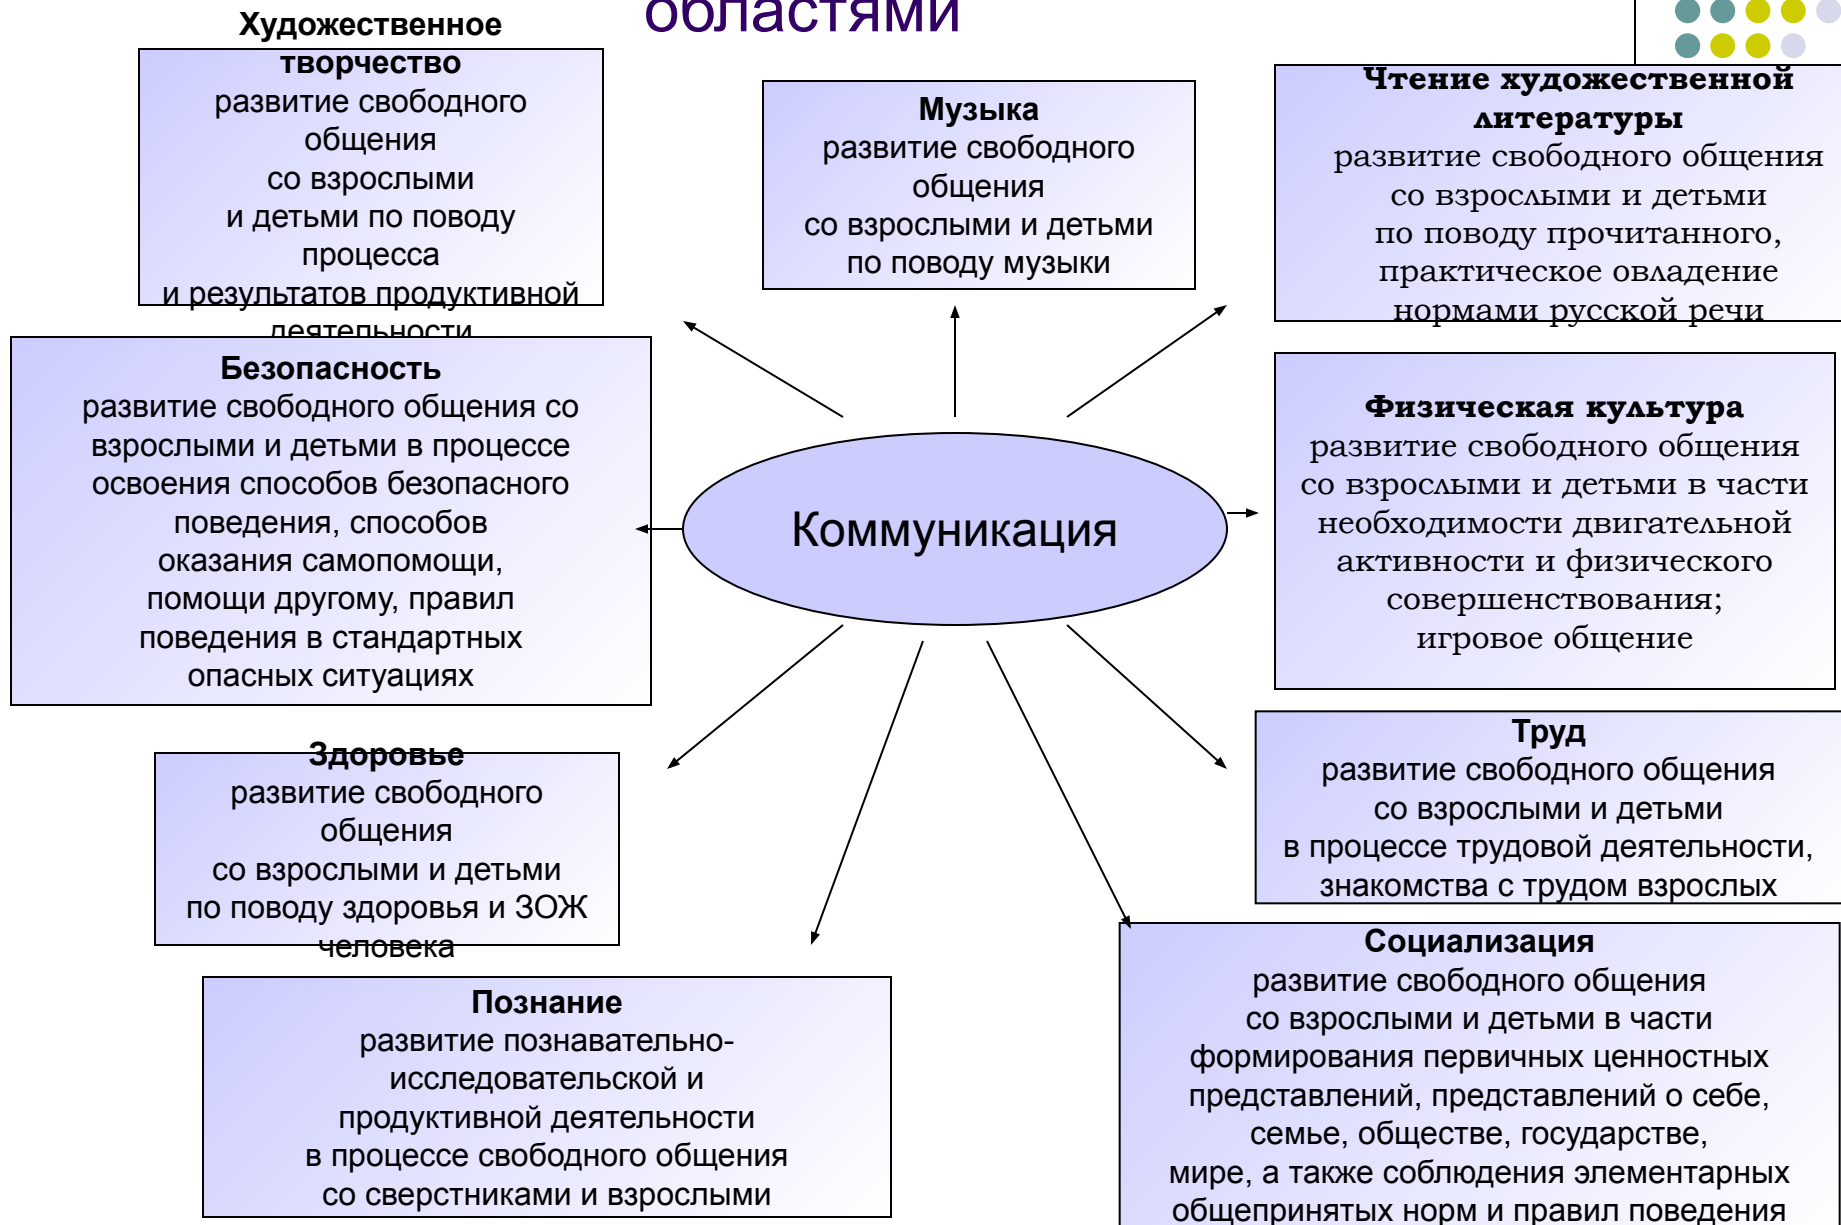 областями
Художественное
творчество
развитие свободного
общения
со взрослыми
и детьми по поводу
процесса
и результатов продуктивной
деятельности
Музыка
развитие свободного
общения
со взрослыми и детьми
по поводу музыки
Чтение художественной
литературы
развитие свободного общения
со взрослыми и детьми
по поводу прочитанного,
практическое овладение
нормами русской речи
Безопасность
развитие свободного общения со
взрослыми и детьми в процессе
освоения способов безопасного
поведения, способов
оказания самопомощи,
помощи другому, правил
поведения в стандартных
опасных ситуациях
Коммуникация
Физическая культура
развитие свободного общения
со взрослыми и детьми в части
необходимости двигательной
активности и физического
совершенствования;
игровое общение
Здоровье
развитие свободного
общения
со взрослыми и детьми
по поводу здоровья и ЗОЖ
человека
Труд
развитие свободного общения
со взрослыми и детьми
в процессе трудовой деятельности,
знакомства с трудом взрослых
Познание
развитие познавательно-
исследовательской и
продуктивной деятельности
в процессе свободного общения
со сверстниками и взрослыми
Социализация
развитие свободного общения
со взрослыми и детьми в части
формирования первичных ценностных
представлений, представлений о себе,
семье, обществе, государстве,
мире, а также соблюдения элементарных
общепринятых норм и правил поведения